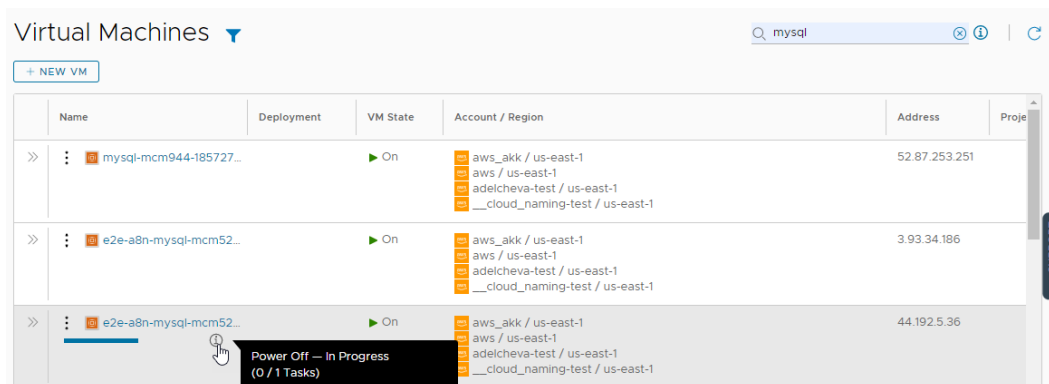 Virtual Machines
mysql
+ NEW VM
Name Deployment VM State Account / Region Address Proje
mysql-mcm944-185727... On aws_akk / us-east-1 52.87.253.251
aws / us-east-1
adelcheva-test / us-east-1
__cloud_naming-test / us-east-1
e2e-a8n-mysql-mcm52... On aws_akk / us-east-1 3.93.34.186
aws / us-east-1
adelcheva-test / us-east-1
__cloud_naming-test / us-east-1
e2e-a8n-mysql-mcm52... On aws_akk / us-east-1 44.192.5.36
aws / us-east-1
Power Off — In Progress adelcheva-test / us-east-1
(0 / 1 Tasks) __cloud_naming-test / us-east-1